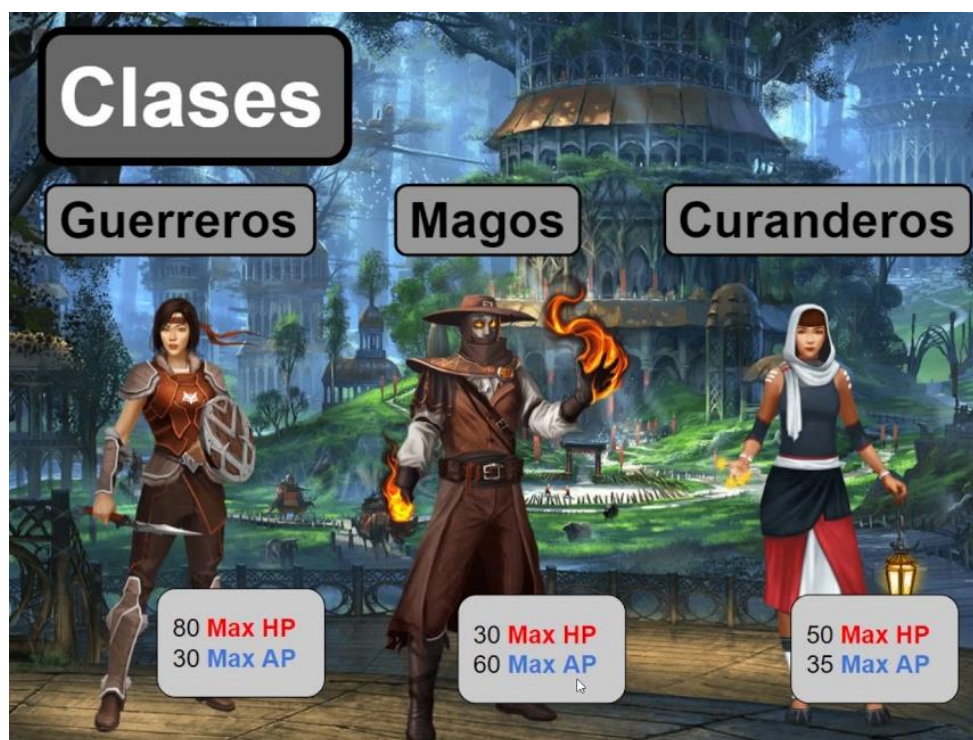 Clases
Guerreros
Magos
Curanderos
80 Max HP
30 Max AP
30 Max HP
60 Max AP
50 Max HP
35 Max AP